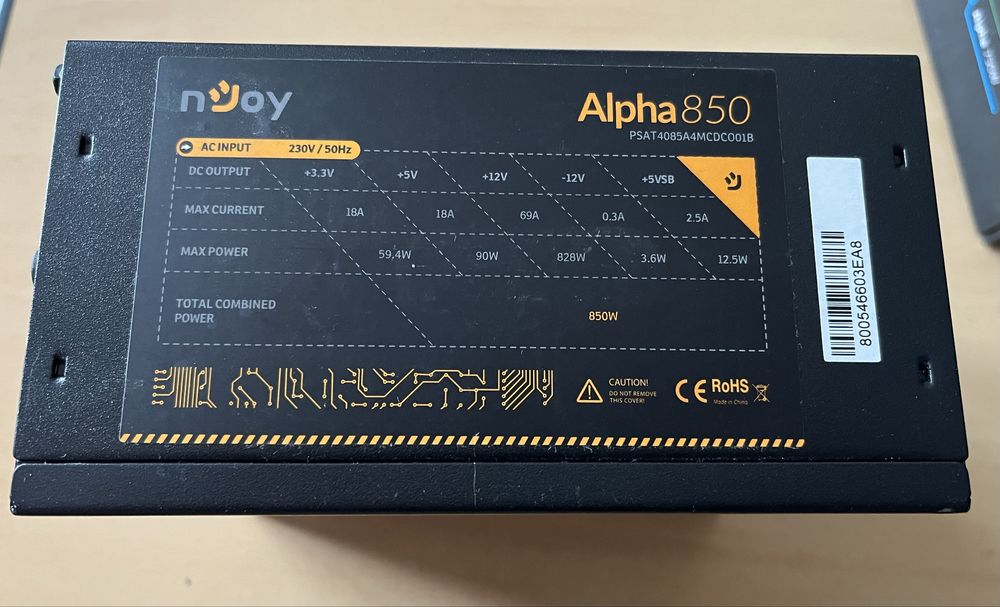 nJoy
Alpha 850
PSAT4085A4MCDCO01B
AC INPUT 230V / 50Hz
DC OUTPUT +3.3V +5V +12V -12V +5VSB
MAX CURRENT 18A 18A 69A 0.3A 2.5A
MAX POWER 59,4W 90W 828W 3.6W 12.5W
TOTAL COMBINED
POWER
850W
CAUTION!
DO NOT REMOVE
THIS COVER!
CE RoHS
Made in China
800546603EA8